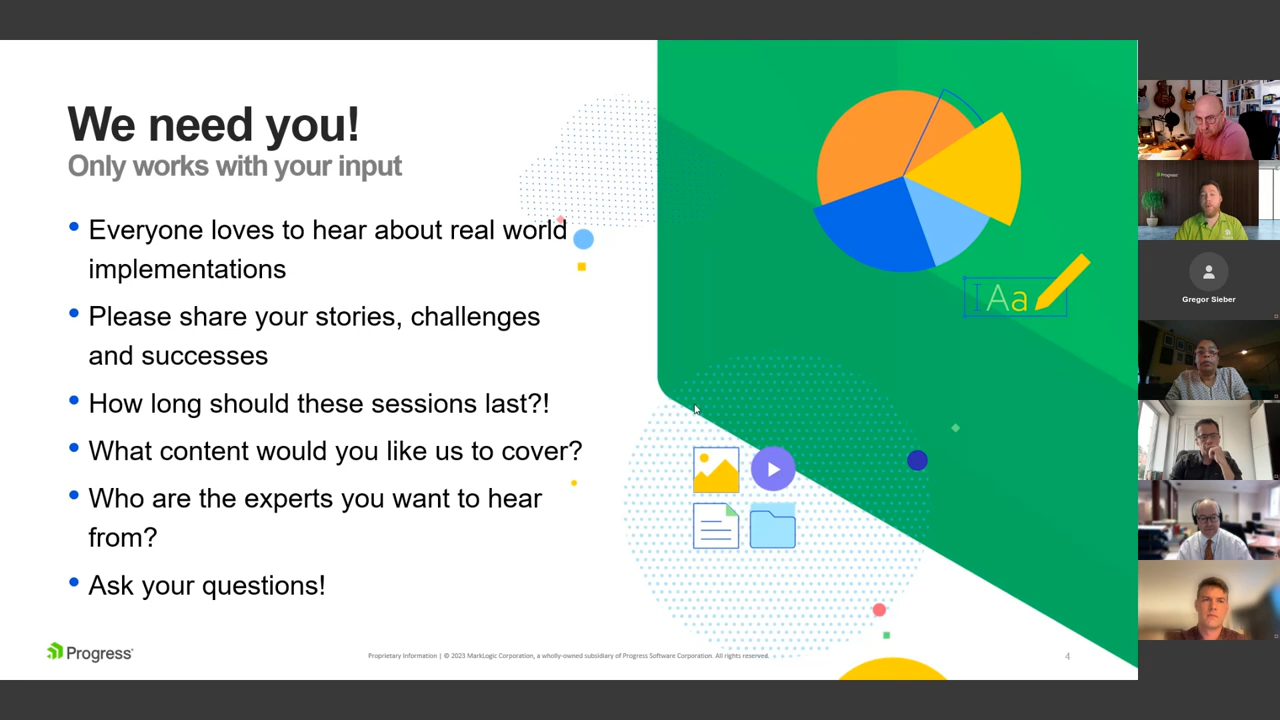 We need you!
Only works with your input
• Everyone loves to hear about real world
implementations
• Please share your stories, challenges
and successes
• How long should these sessions last?!
• What content would you like us to cover?
• Who are the experts you want to hear
from?
• Ask your questions!
Aa
Progress
Proprietary Information | © 2023 MarkLogic Corporation, a wholly-owned subsidiary of Progress Software Corporation. All rights reserved.
4
Progress
Gregor Sieber